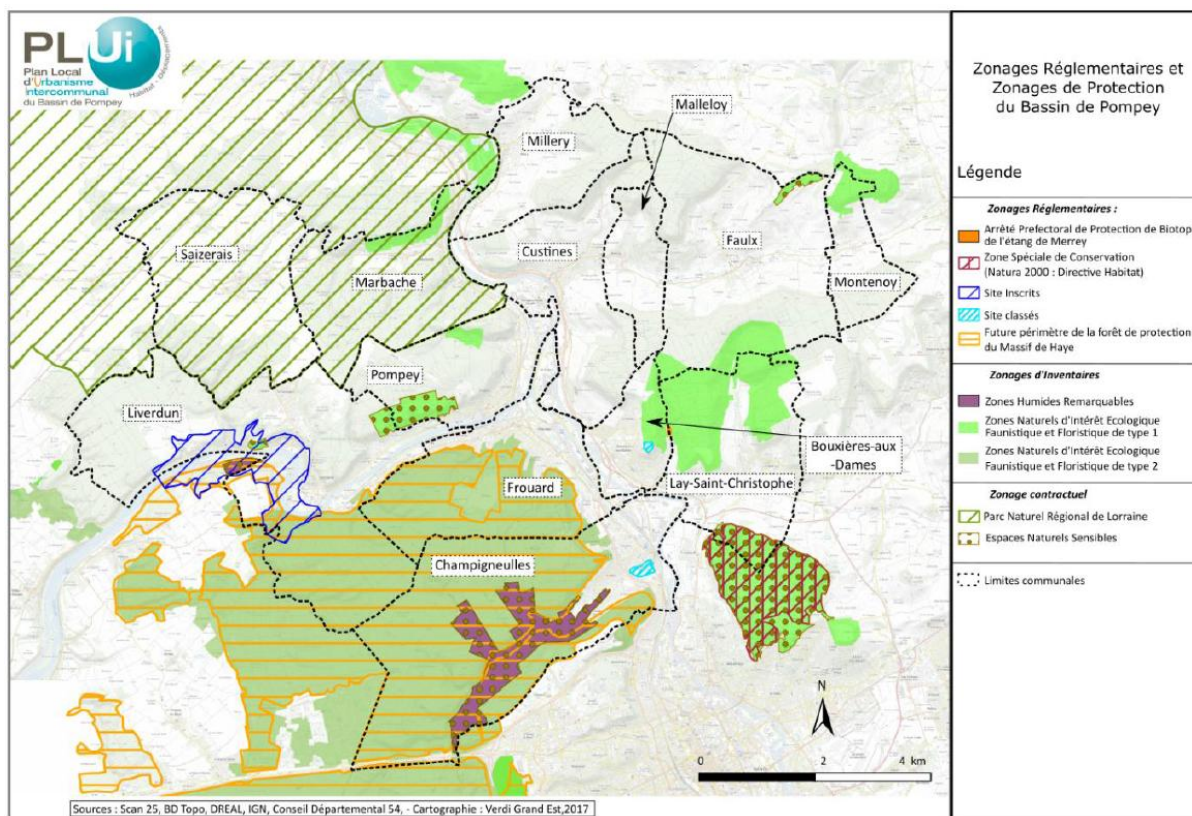 PLUi
Plan Local
d'Urbanisme
intercommunal
du Bassin de Pompey
Habitat - Déplacements
Malleloy
Millery
Saizerais
Custines
Faulx
Marbache
Montenoy
Pompey
Liverdun
Bouxières-aux
-Dames
Frouard
Lay-Saint-Christophe
Champigneulles
N
0 2 4 km
Sources : Scan 25, BD Topo, DREAL, IGN, Conseil Départemental 54, - Cartographie : Verdi Grand Est,2017
Zonages Réglementaires et
Zonages de Protection
du Bassin de Pompey
Légende
Zonages Réglementaires :
Arrêté Prefectoral de Protection de Biotop
de l'étang de Merrey
Zone Spéciale de Conservation
(Natura 2000 : Directive Habitat)
Site Inscrits
Site classés
Future périmètre de la forêt de protection
du Massif de Haye
Zonages d'Inventaires
Zones Humides Remarquables
Zones Naturels d'Intérêt Ecologique
Faunistique et Floristique de type 1
Zones Naturels d'Intérêt Ecologique
Faunistique et Floristique de type 2
Zonage contractuel
Parc Naturel Régional de Lorraine
Espaces Naturels Sensibles
Limites communales